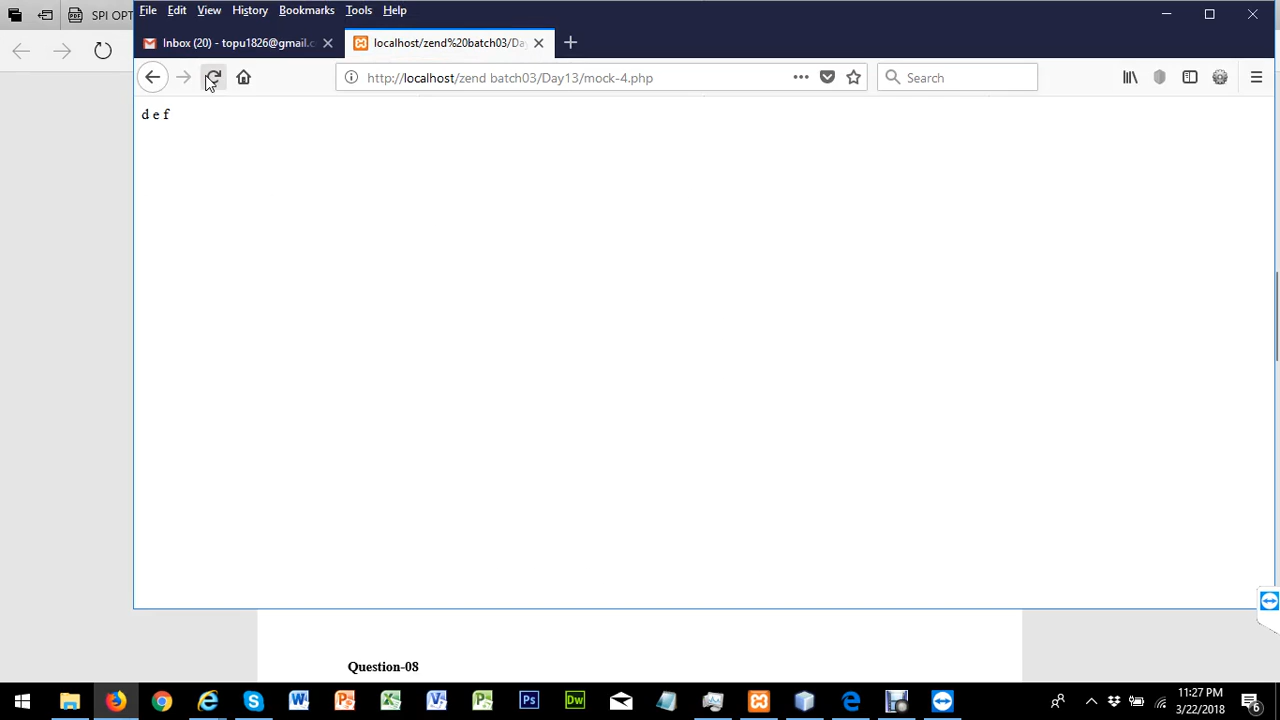 SPI OPT
File Edit View History Bookmarks Tools Help
Inbox (20) - topu1826@gmail.c
localhost/zend%20batch03/Da
http://localhost/zend batch03/Day13/mock-4.php
Search
d e f
Question-08
11:27 PM
3/22/2018
6